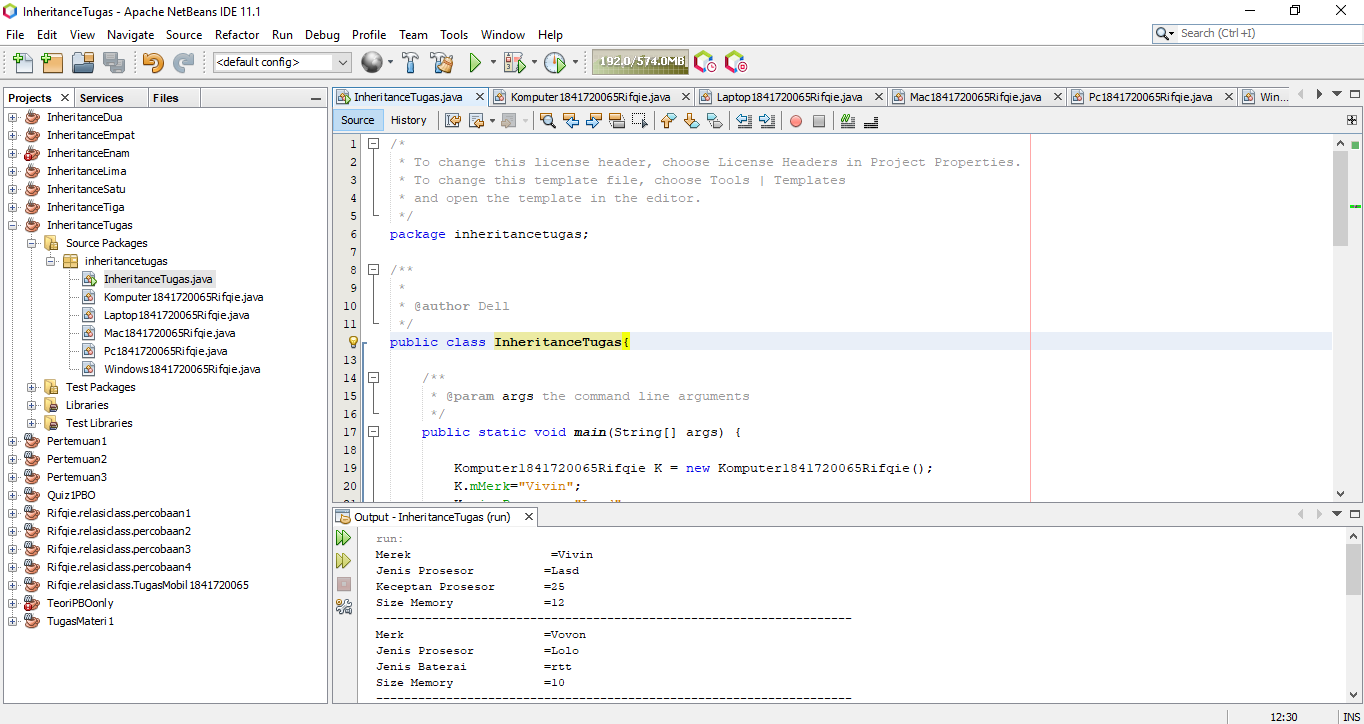 InheritanceTugas - Apache NetBeans IDE 11.1
File Edit View Navigate Source Refactor Run Debug Profile Team Tools Window Help
Search (Ctrl+I)
<default config>
192.0/574.0MB
Projects Services Files
InheritanceDua
InheritanceEmpat
InheritanceEnam
InheritanceLima
InheritanceSatu
InheritanceTiga
InheritanceTugas
Source Packages
inheritancetugas
InheritanceTugas.java
Komputer1841720065Rifqie.java
Laptop1841720065Rifqie.java
Mac1841720065Rifqie.java
Pc1841720065Rifqie.java
Windows1841720065Rifqie.java
Test Packages
Libraries
Test Libraries
Pertemuan1
Pertemuan2
Pertemuan3
Quiz1PBO
Rifqie.relasiclass.percobaan1
Rifqie.relasiclass.percobaan2
Rifqie.relasiclass.percobaan3
Rifqie.relasiclass.percobaan4
Rifqie.relasiclass.TugasMobil1841720065
TeoriPBOonly
TugasMateri1
InheritanceTugas.java Komputer1841720065Rifqie.java Laptop1841720065Rifqie.java Mac1841720065Rifqie.java Pc1841720065Rifqie.java Win...
Source History
1 /*
2 * To change this license header, choose License Headers in Project Properties.
3 * To change this template file, choose Tools | Templates
4 * and open the template in the editor.
5 */
6 package inheritancetugas;
7
8 /**
9 *
10 * @author Dell
11 */
public class InheritanceTugas{
13
14 /**
15 * @param args the command line arguments
16 */
17 public static void main(String[] args) {
18
19 Komputer1841720065Rifqie K = new Komputer1841720065Rifqie();
20 K.mMerk="Vivin";
Output - InheritanceTugas (run)
run:
Merek =Vivin
Jenis Prosesor =Lasd
Keceptan Prosesor =25
Size Memory =12
--------------------------------------------------------------------
Merk =Vovon
Jenis Prosesor =Lolo
Jenis Baterai =rtt
Size Memory =10
--------------------------------------------------------------------
12:30 INS